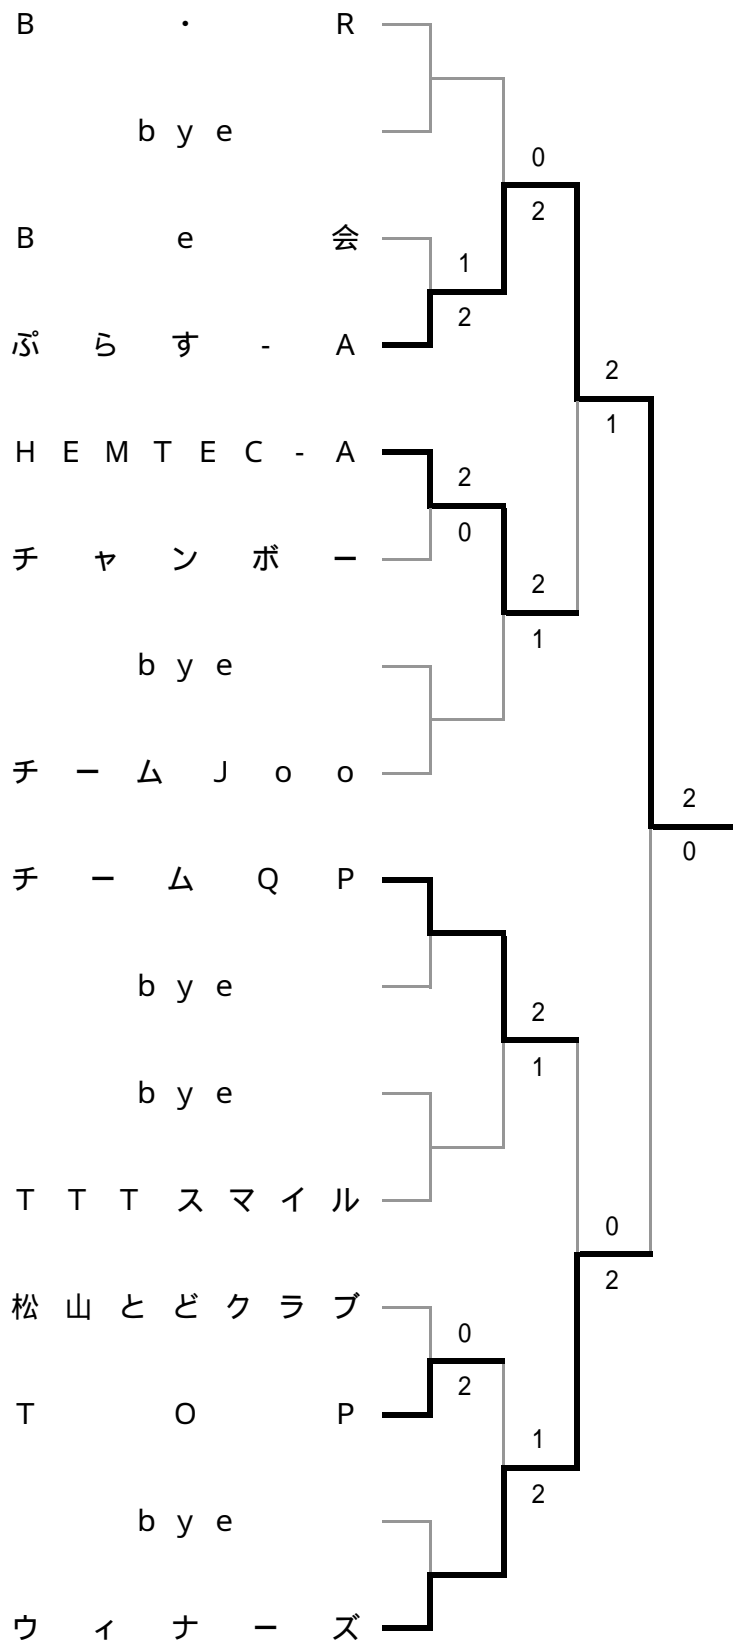 B・R
bye
0
2
Be会
1
2
ぷらす-A
2
1
HEMTEC-A
2
0
チャンボー
2
1
bye
チームJoo
2
0
チームQP
bye
2
1
bye
TTTスマイル
0
2
松山とどクラブ
0
2
TOP
1
2
bye
ウィナーズ